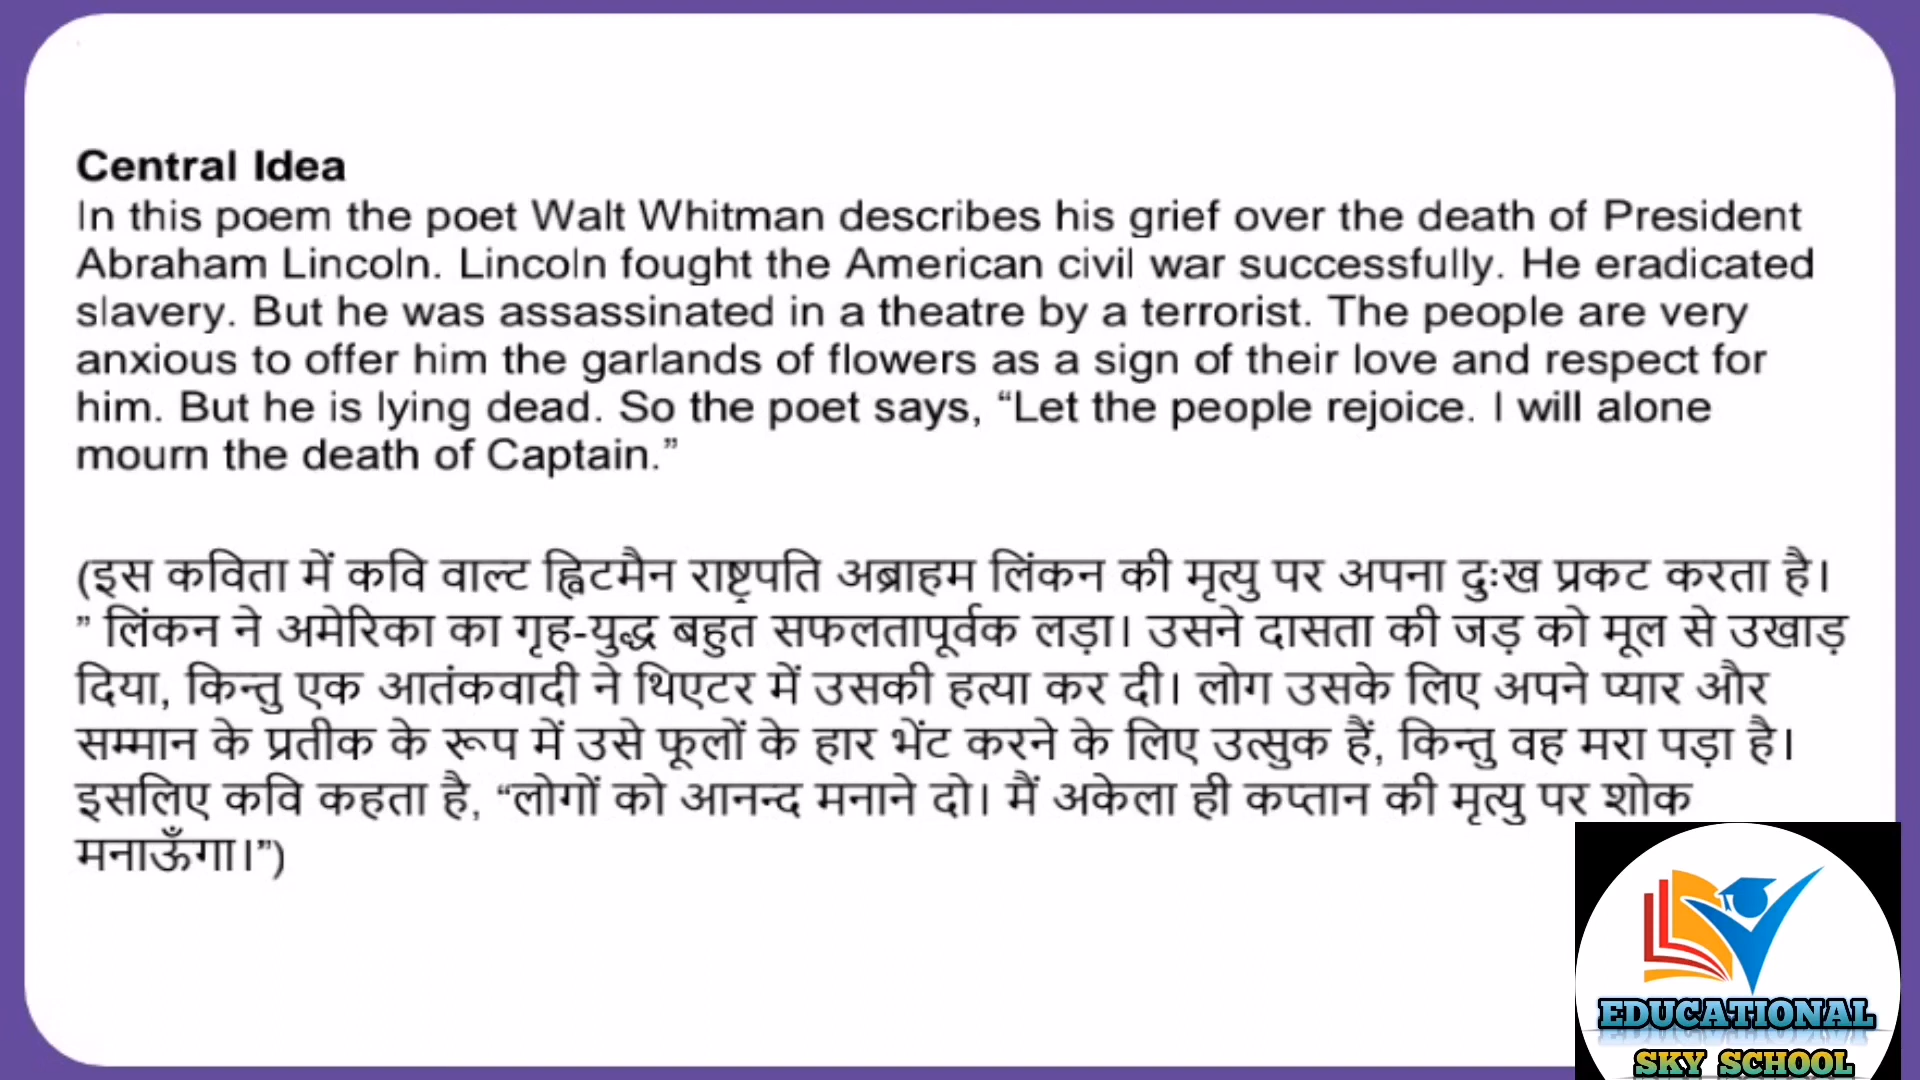 Central Idea
In this poem the poet Walt Whitman describes his grief over the death of President
Abraham Lincoln. Lincoln fought the American civil war successfully. He eradicated
slavery. But he was assassinated in a theatre by a terrorist. The people are very
anxious to offer him the garlands of flowers as a sign of their love and respect for
him. But he is lying dead. So the poet says, “Let the people rejoice. I will alone
mourn the death of Captain.”
(इस कविता में कवि वाल्ट ह्विटमैन राष्ट्रपति अब्राहम लिंकन की मृत्यु पर अपना दुःख प्रकट करता है।
” लिंकन ने अमेरिका का गृह-युद्ध बहुत सफलतापूर्वक लड़ा। उसने दासता की जड़ को मूल से उखाड़
दिया, किन्तु एक आतंकवादी ने थिएटर में उसकी हत्या कर दी। लोग उसके लिए अपने प्यार और
सम्मान के प्रतीक के रूप में उसे फूलों के हार भेंट करने के लिए उत्सुक हैं, किन्तु वह मरा पड़ा है।
इसलिए कवि कहता है, “लोगों को आनन्द मनाने दो। मैं अकेला ही कप्तान की मृत्यु पर शोक
मनाऊँगा।”)
EDUCATIONAL
SKY SCHOOL